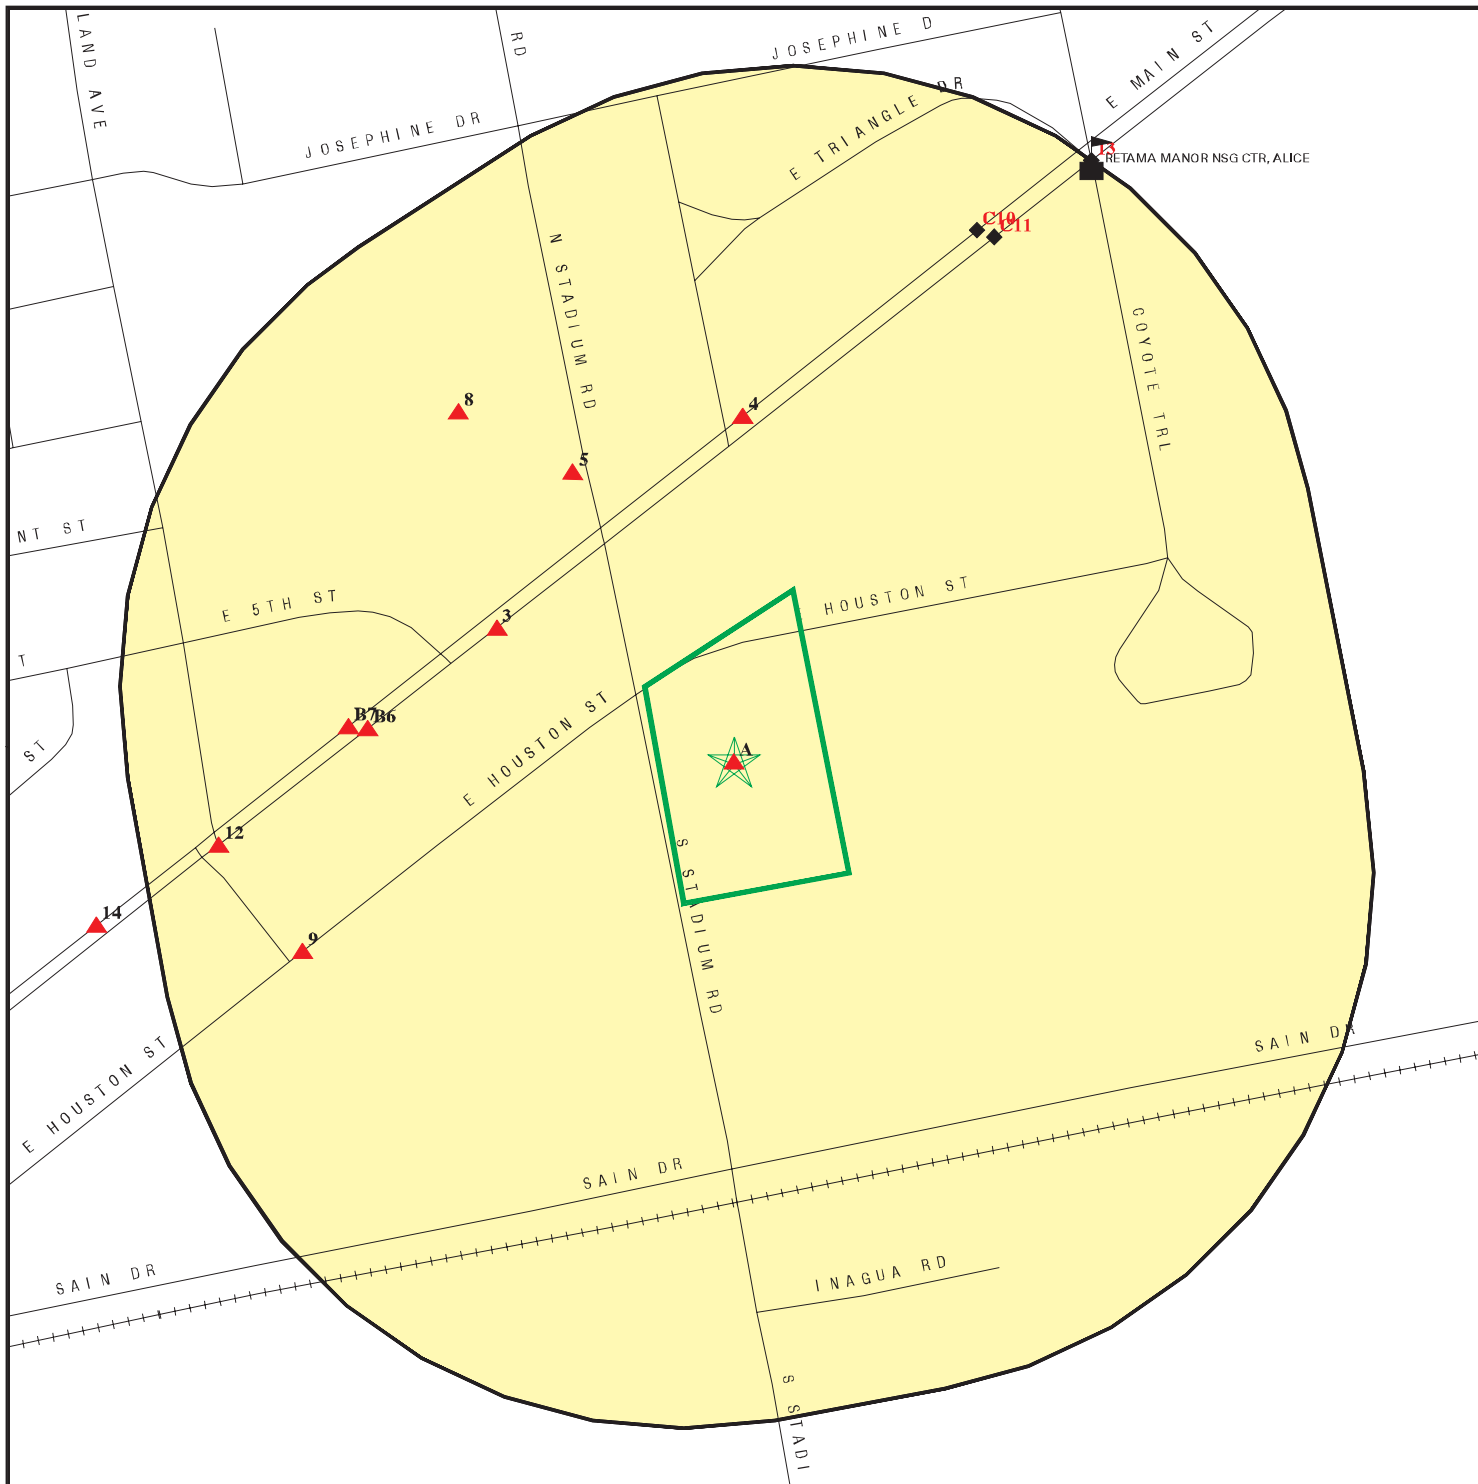 LAND AVE
RD
JOSEPHINE D
E MAIN ST
JOSEPHINE DR
E TRIANGLE DR
13
RETAMA MANOR NSG CTR, ALICE
C10
C11
N STADIUM RD
COYOTE TRL
8
4
5
NT ST
E 5TH ST
HOUSTON ST
3
T
ST
B7
B6
E HOUSTON ST
A
12
S STADIUM RD
14
9
E HOUSTON ST
SAIN DR
SAIN DR
SAIN DR
INAGUA RD
S STADI